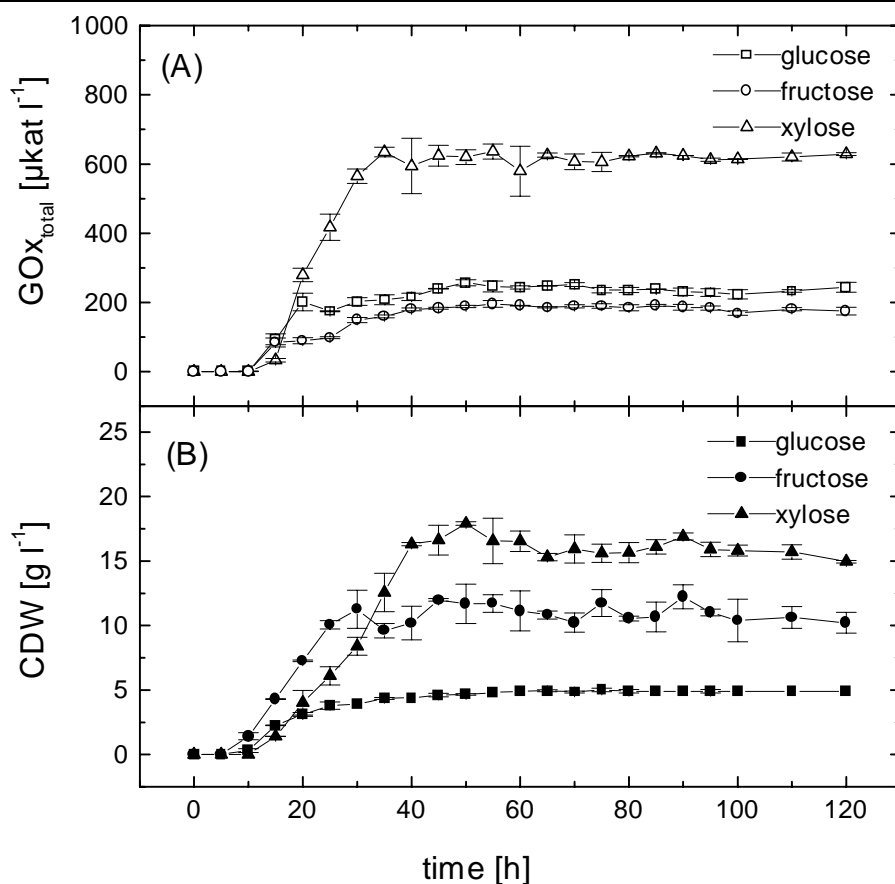 (A)
glucose
fructose
xylose
1000
800
600
400
200
0
GOx_total [µkat l⁻¹]
(B)
glucose
fructose
xylose
25
20
15
10
5
0
CDW [g l⁻¹]
0 20 40 60 80 100 120
time [h]